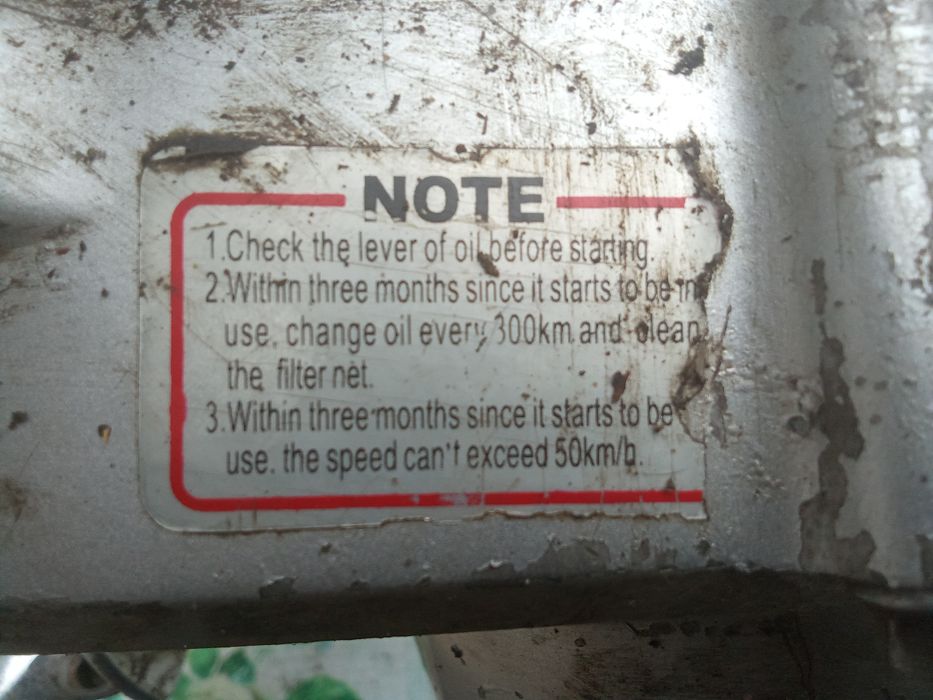 NOTE
1.Check the lever of oil before starting.
2.Within three months since it starts to be in
use, change oil every 300km and clean
the filter net.
3.Within three months since it starts to be
use, the speed can't exceed 50km/h.